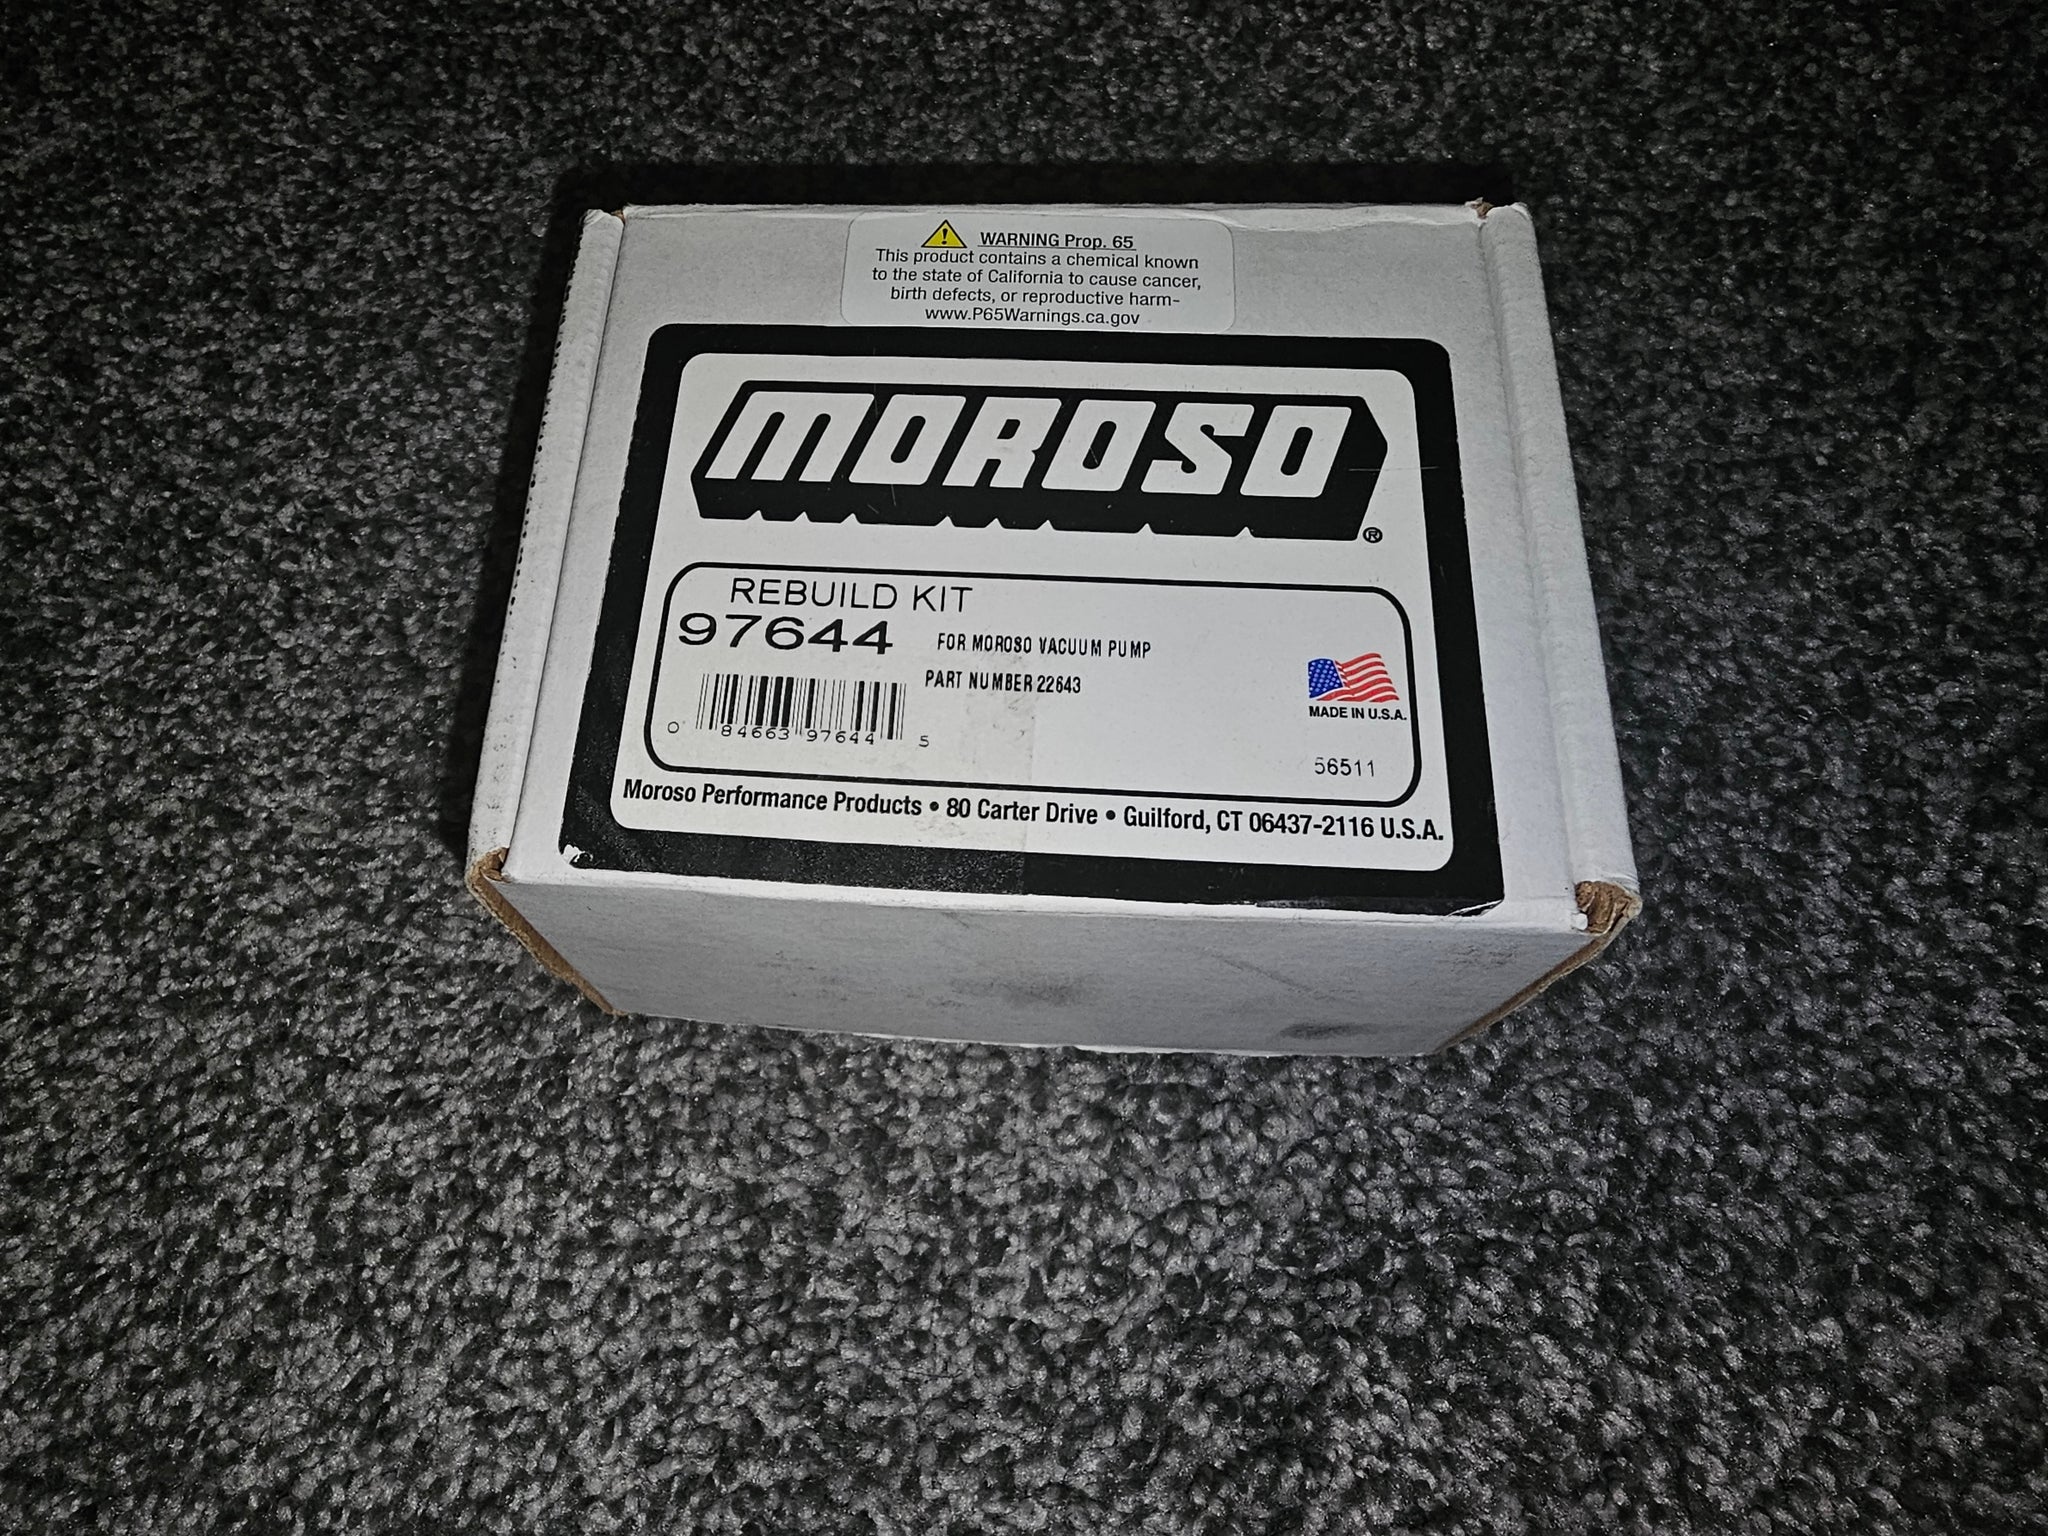 WARNING Prop. 65
This product contains a chemical known
to the state of California to cause cancer,
birth defects, or reproductive harm-
www.P65Warnings.ca.gov
MOROSO®
REBUILD KIT
97644 FOR MOROSO VACUUM PUMP
PART NUMBER 22643
0 84663 97644 5
MADE IN U.S.A.
56511
Moroso Performance Products • 80 Carter Drive • Guilford, CT 06437-2116 U.S.A.